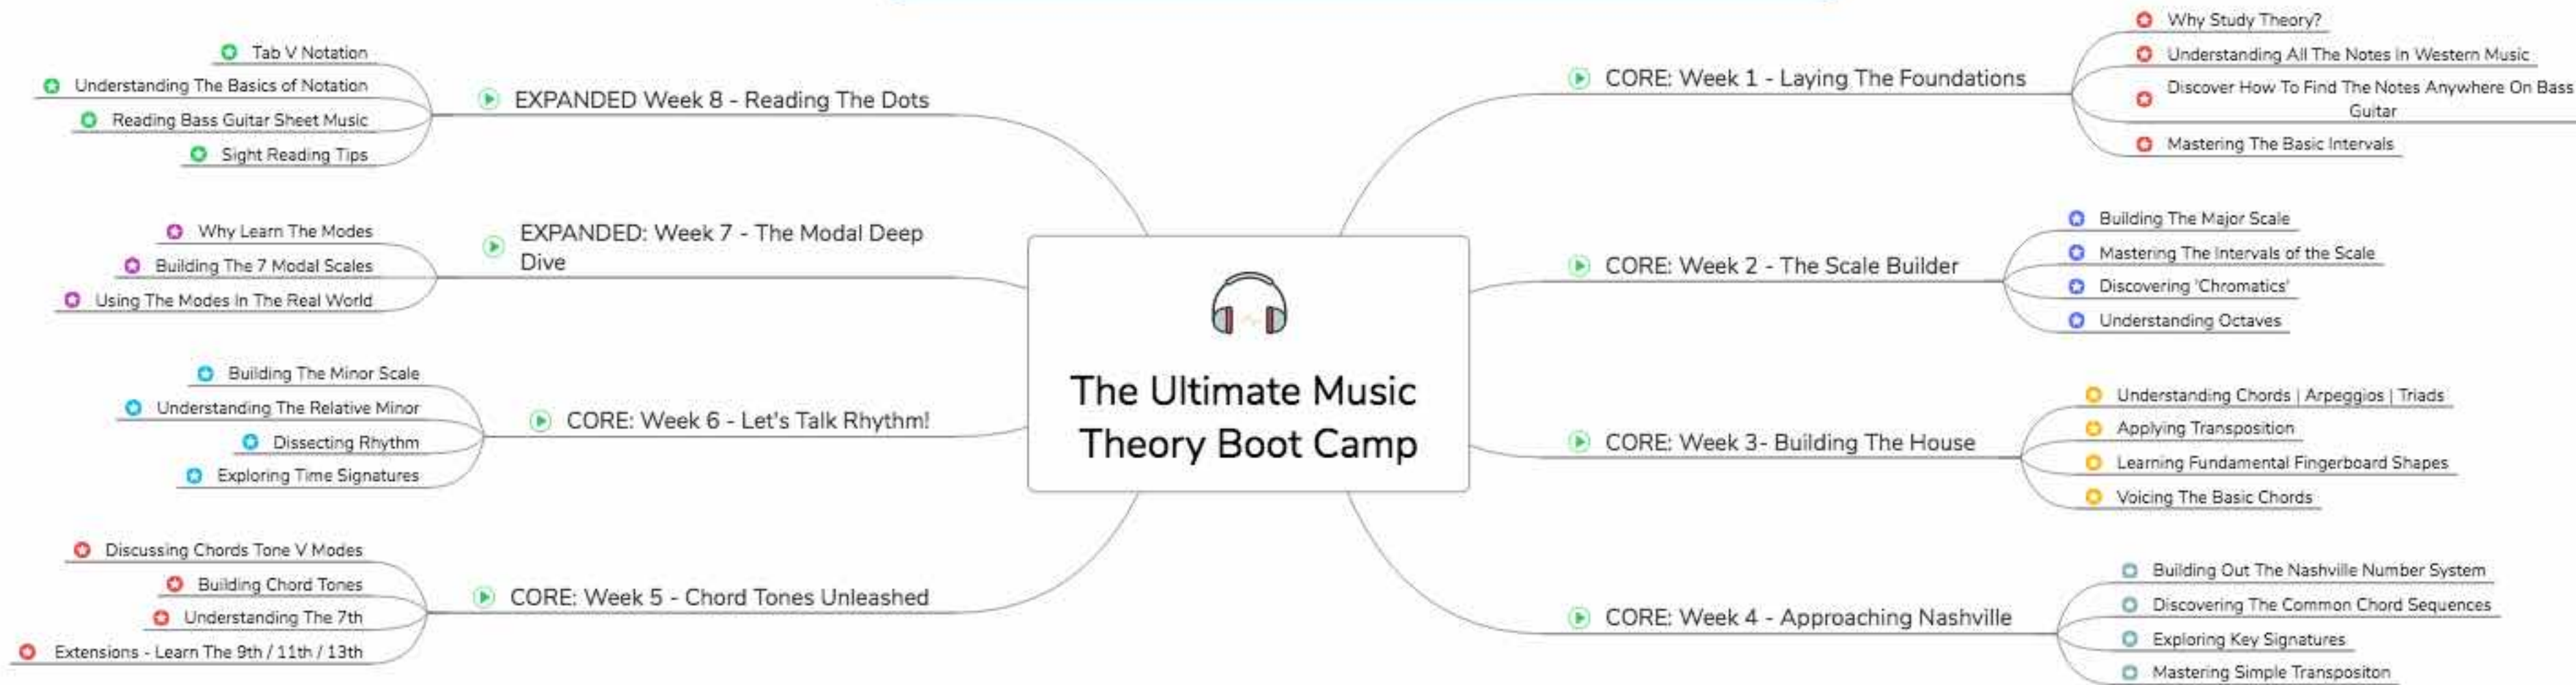 The Ultimate Music
Theory Boot Camp
CORE: Week 1 - Laying The Foundations
Why Study Theory?
Understanding All The Notes In Western Music
Discover How To Find The Notes Anywhere On Bass
Guitar
Mastering The Basic Intervals
CORE: Week 2 - The Scale Builder
Building The Major Scale
Mastering The Intervals of the Scale
Discovering 'Chromatics'
Understanding Octaves
CORE: Week 3- Building The House
Understanding Chords | Arpeggios | Triads
Applying Transposition
Learning Fundamental Fingerboard Shapes
Voicing The Basic Chords
CORE: Week 4 - Approaching Nashville
Building Out The Nashville Number System
Discovering The Common Chord Sequences
Exploring Key Signatures
Mastering Simple Transpositon
CORE: Week 5 - Chord Tones Unleashed
Discussing Chords Tone V Modes
Building Chord Tones
Understanding The 7th
Extensions - Learn The 9th / 11th / 13th
CORE: Week 6 - Let's Talk Rhythm!
Building The Minor Scale
Understanding The Relative Minor
Dissecting Rhythm
Exploring Time Signatures
EXPANDED: Week 7 - The Modal Deep
Dive
Why Learn The Modes
Building The 7 Modal Scales
Using The Modes In The Real World
EXPANDED Week 8 - Reading The Dots
Tab V Notation
Understanding The Basics of Notation
Reading Bass Guitar Sheet Music
Sight Reading Tips